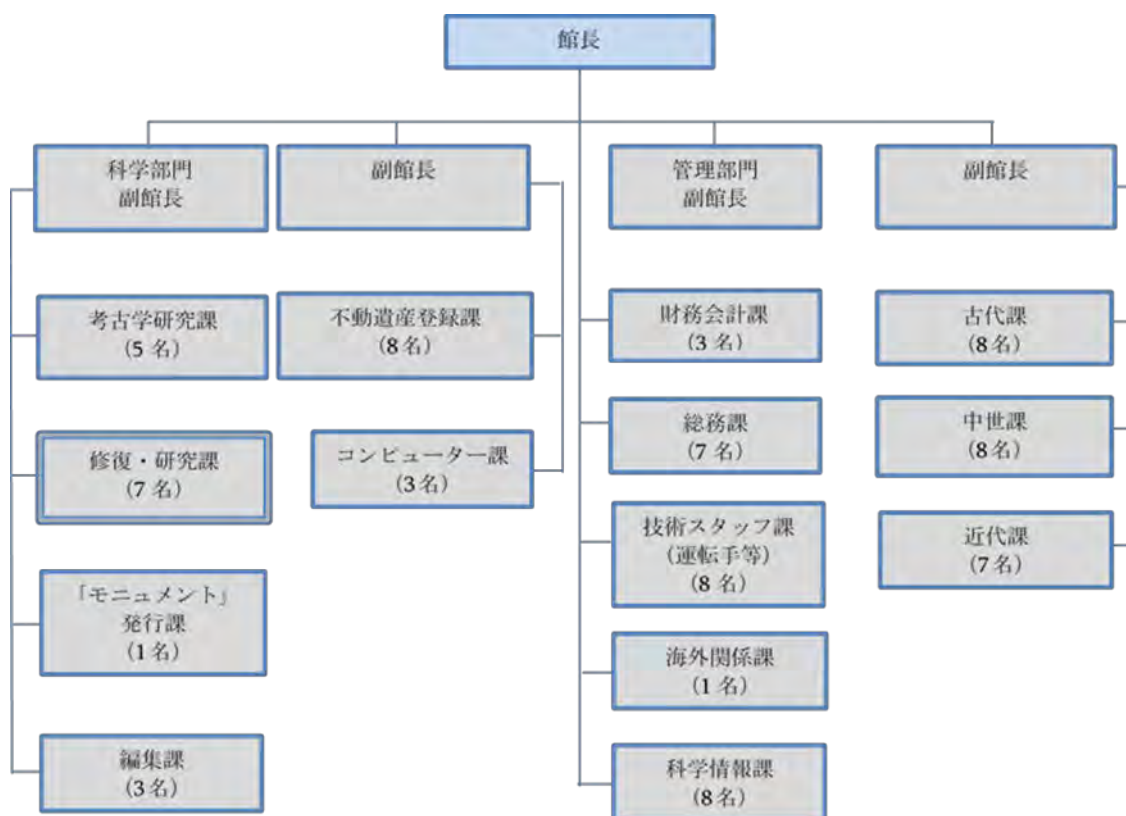 館長
科学部門
副館長
副館長
管理部門
副館長
副館長
考古学研究課
(5 名)
不動遺産登録課
(8名)
財務会計課
(3 名)
古代課
(8名)
修復・研究課
(7 名)
コンピューター課
(3名)
総務課
(7 名)
中世課
(8名)
「モニュメント」
発行課
(1名)
技術スタッフ課
(運転手等)
(8 名)
近代課
(7名)
海外関係課
(1 名)
編集課
(3名)
科学情報課
(8名)